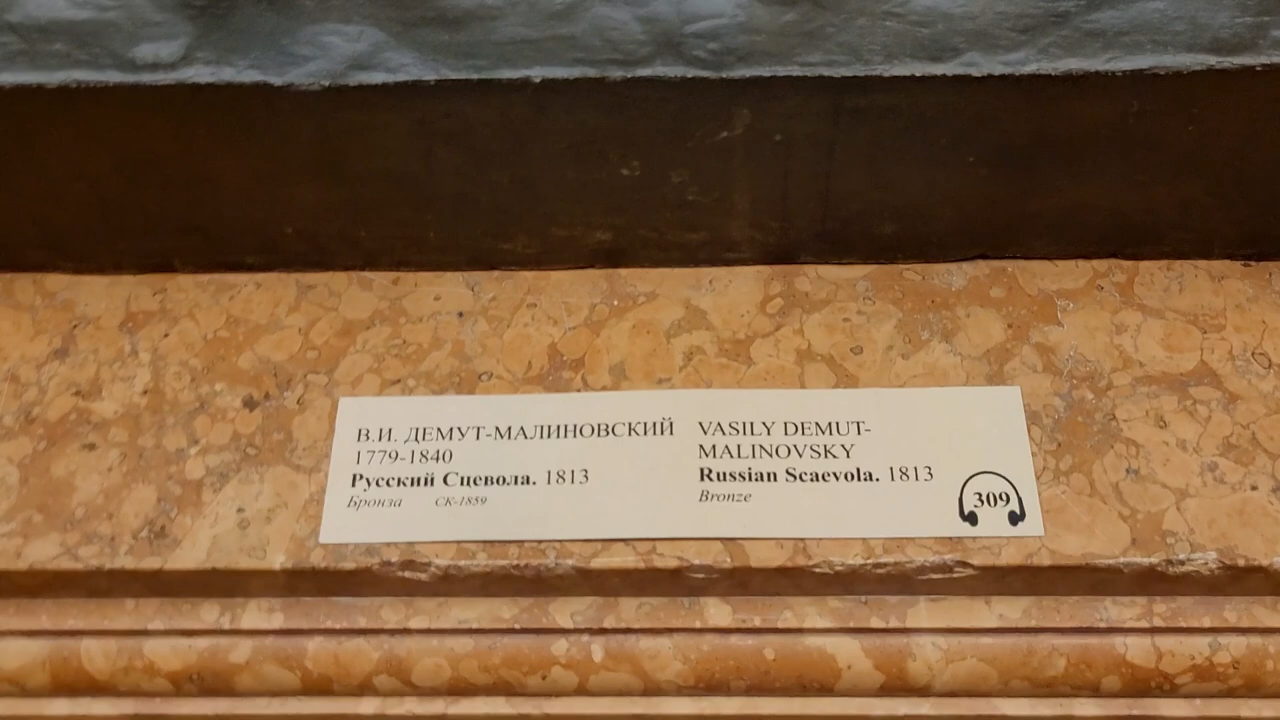 В.И. ДЕМУТ-МАЛИНОВСКИЙ
1779-1840
Русский Сцевола. 1813
Бронза СК-1859
VASILY DEMUT-
MALINOVSKY
Russian Scaevola. 1813
Bronze
309